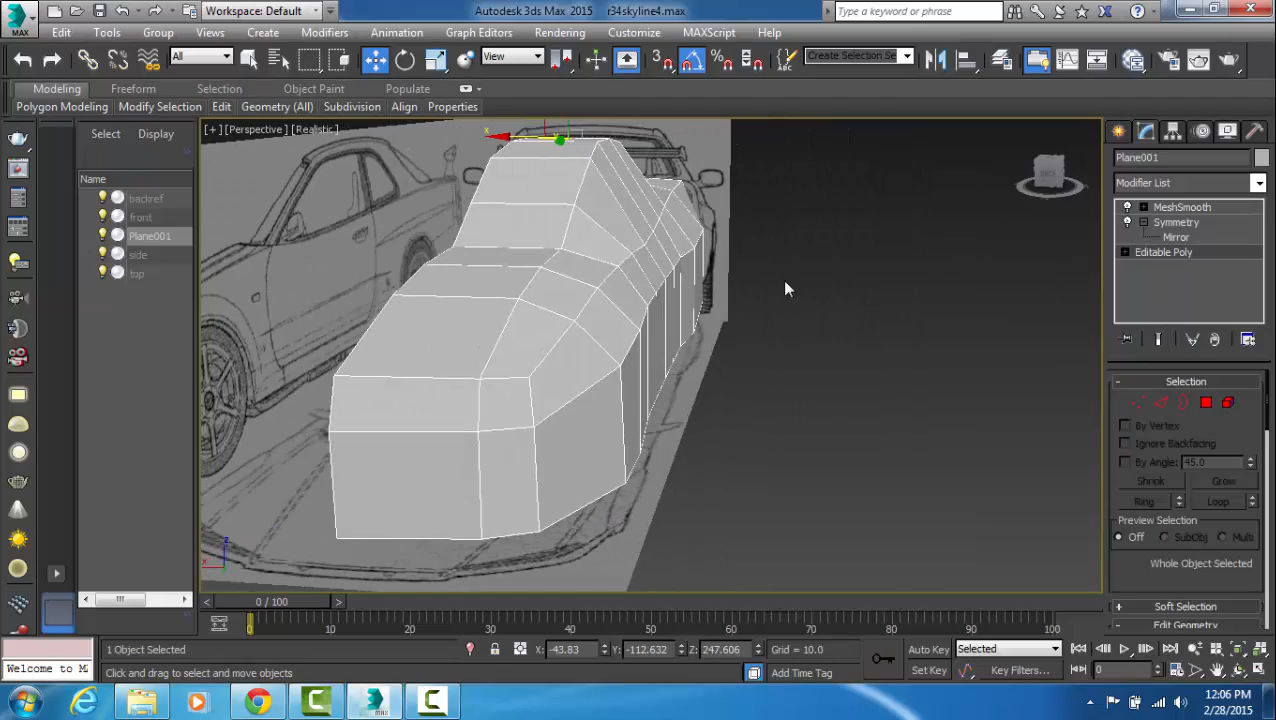 MAX
Workspace: Default
Autodesk 3ds Max 2015 r34skyline4.max
Type a keyword or phrase
Edit Tools Group Views Create Modifiers Animation Graph Editors Rendering Customize MAXScript Help
All
View
Create Selection Se
Modeling Freeform Selection Object Paint Populate
Polygon Modeling Modify Selection Edit Geometry (All) Subdivision Align Properties
Select Display
[+] [Perspective] [Realistic]
Name
backref
front
Plane001
side
top
x
z
x
BACK
Plane001
Modifier List
MeshSmooth
Symmetry
Mirror
Editable Poly
Selection
By Vertex
Ignore Backfacing
By Angle: 45.0
Shrink Grow
Ring Loop
Preview Selection
Off SubObj Multi
Whole Object Selected
Soft Selection
Edit Geometry
0 / 100
0 10 20 30 40 50 60 70 80 90 100
1 Object Selected
X: -43.83 Y: -112.632 Z: 247.606 Grid = 10.0
Auto Key Selected
Welcome to M
Click and drag to select and move objects
Add Time Tag
Set Key Key Filters...
0
12:06 PM
2/28/2015